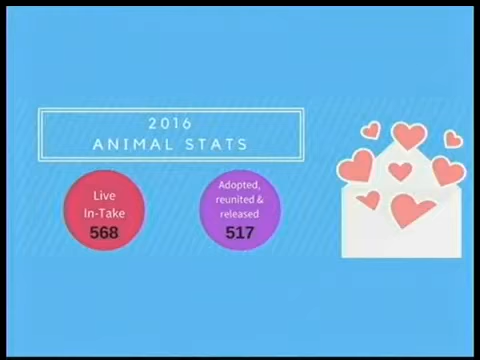 2016
ANIMAL STATS
Live
In-Take
568
Adopted,
reunited &
released
517